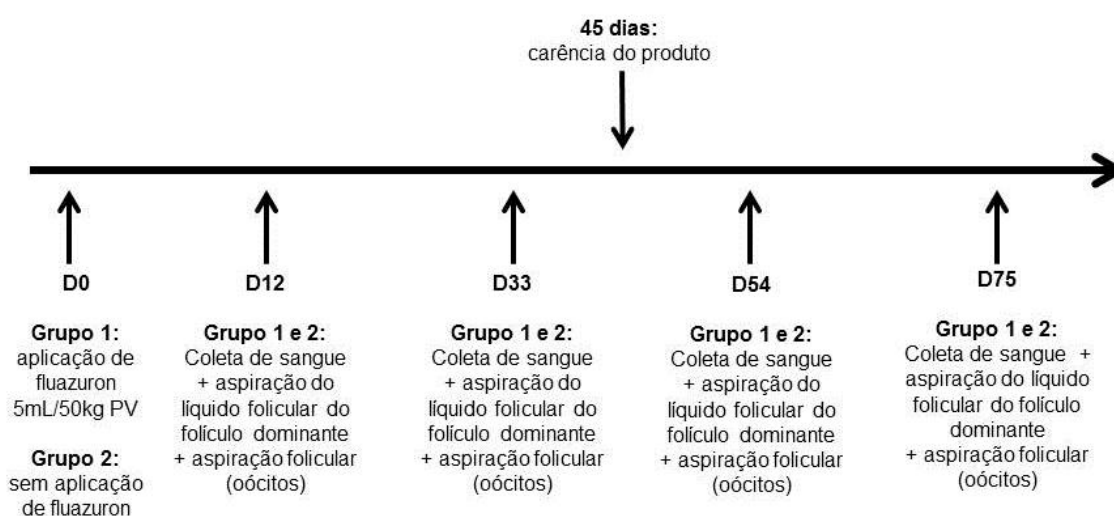 45 dias:
carência do produto
D0
D12
D33
D54
D75
Grupo 1:
aplicação de
fluazuron
5mL/50kg PV
Grupo 2:
sem aplicação
de fluazuron
Grupo 1 e 2:
Coleta de sangue
+ aspiração do
líquido folicular do
folículo dominante
+ aspiração folicular
(oócitos)
Grupo 1 e 2:
Coleta de sangue
+ aspiração do
líquido folicular do
folículo dominante
+ aspiração folicular
(oócitos)
Grupo 1 e 2:
Coleta de sangue
+ aspiração do
líquido folicular do
folículo dominante
+ aspiração folicular
(oócitos)
Grupo 1 e 2:
Coleta de sangue +
aspiração do líquido
folicular do folículo
dominante
+ aspiração folicular
(oócitos)